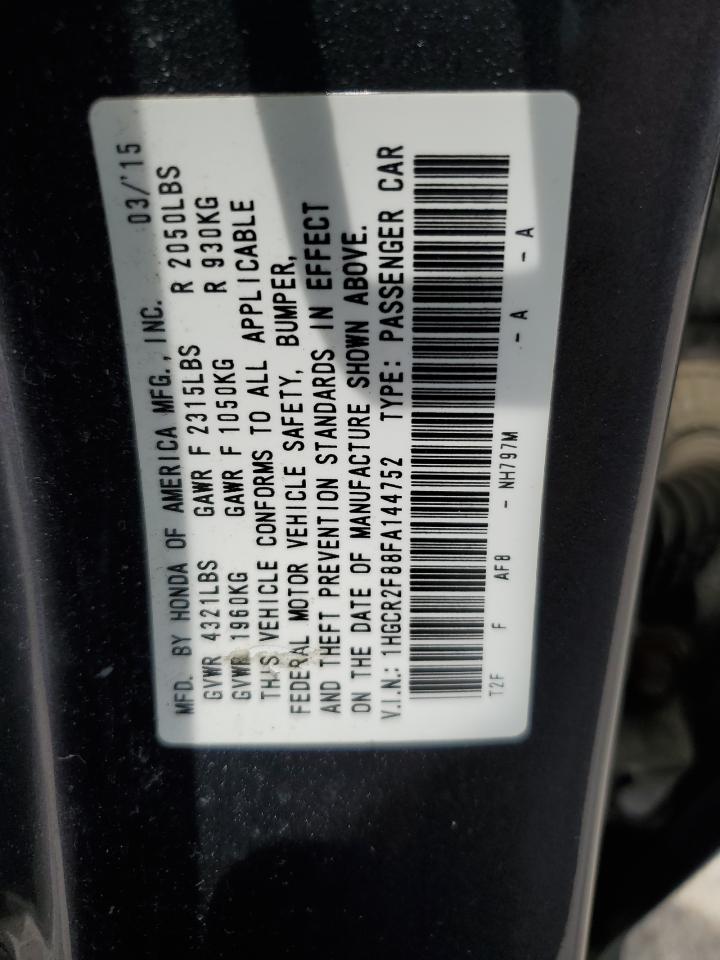 MFD. BY HONDA OF AMERICA MFG., INC. 03/'15
GVWR 4321LBS GAWR F 2315LBS R 2050LBS
GVWR 1960KG GAWR F 1050KG R 930KG
THIS VEHICLE CONFORMS TO ALL APPLICABLE
FEDERAL MOTOR VEHICLE SAFETY, BUMPER,
AND THEFT PREVENTION STANDARDS IN EFFECT
ON THE DATE OF MANUFACTURE SHOWN ABOVE.
V.I.N.: 1HGCR2F88FA144752 TYPE: PASSENGER CAR
T2F F AF8 - NH797M - A - A